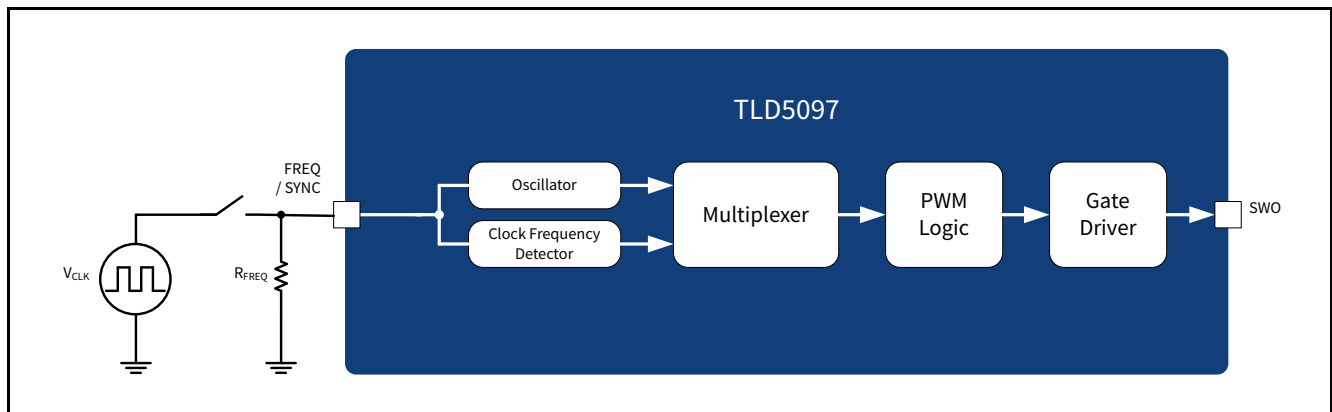 TLD5097
FREQ
/ SYNC
Oscillator
Clock Frequency
Detector
Multiplexer
PWM
Logic
Gate
Driver
SWO
VCLK
RFREQ